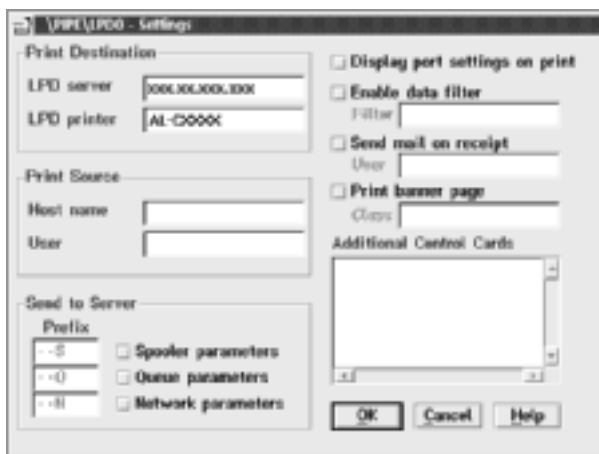 \PIPE\LPD0 - Settings
Print Destination
LPD server XXX.XX.XXX.XXX
LPD printer AL-CXXXX
Print Source
Host name
User
Send to Server
Prefix
--S Spooler parameters
--O Queue parameters
--N Network parameters
Display port settings on print
Enable data filter
Filter
Send mail on receipt
User
Print banner page
Class
Additional Control Cards
OK Cancel Help